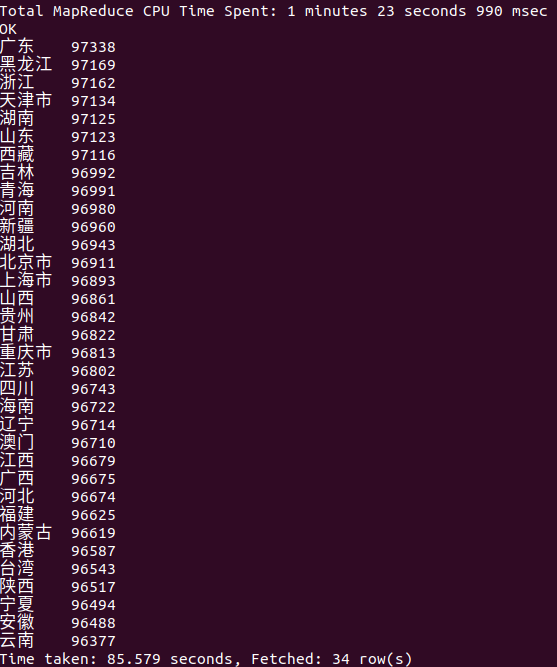 Total MapReduce CPU Time Spent: 1 minutes 23 seconds 990 msec
OK
广东 97338
黑龙江 97169
浙江 97162
天津市 97134
湖南 97125
山东 97123
西藏 97116
吉林 96992
青海 96991
河南 96980
新疆 96960
湖北 96943
北京市 96911
上海市 96893
山西 96861
贵州 96842
甘肃 96822
重庆市 96813
江苏 96802
四川 96743
海南 96722
辽宁 96714
澳门 96710
江西 96679
广西 96675
河北 96674
福建 96625
内蒙古 96619
香港 96587
台湾 96543
陕西 96517
宁夏 96494
安徽 96488
云南 96377
Time taken: 85.579 seconds, Fetched: 34 row(s)